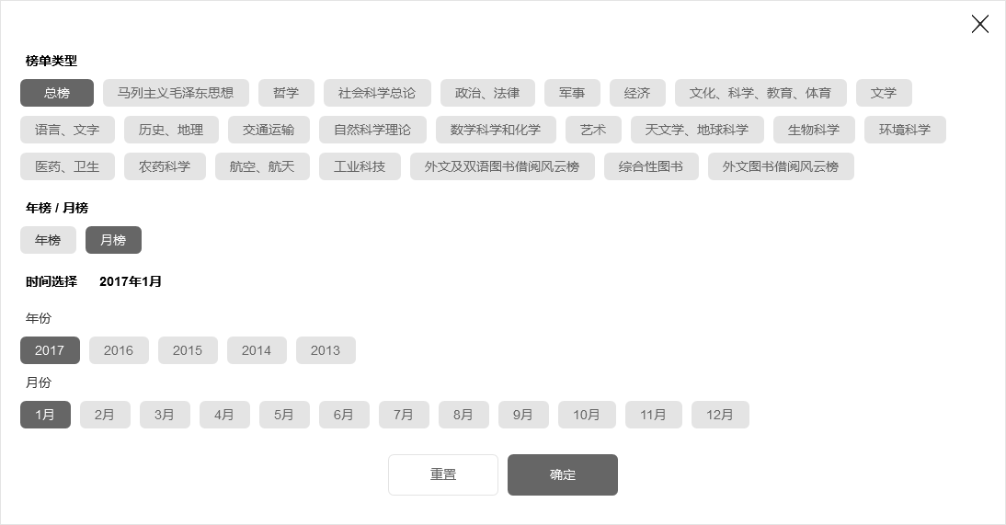 榜单类型
总榜 马列主义毛泽东思想 哲学 社会科学总论 政治、法律 军事 经济 文化、科学、教育、体育 文学
语言、文字 历史、地理 交通运输 自然科学理论 数学科学和化学 艺术 天文学、地球科学 生物科学 环境科学
医药、卫生 农药科学 航空、航天 工业科技 外文及双语图书借阅风云榜 综合性图书 外文图书借阅风云榜
年榜 / 月榜
年榜 月榜
时间选择 2017年1月
年份
2017 2016 2015 2014 2013
月份
1月 2月 3月 4月 5月 6月 7月 8月 9月 10月 11月 12月
重置 确定